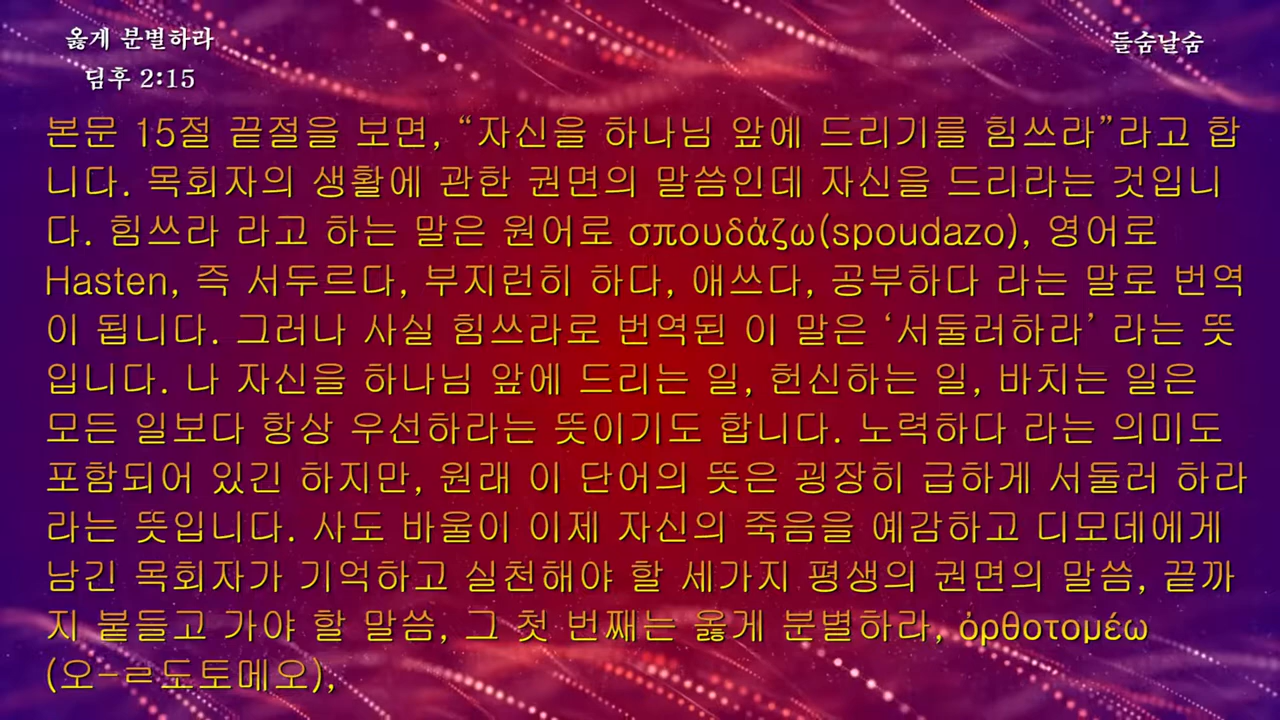 옳게 분별하라
딤후 2:15
들숨날숨
본문 15절 끝절을 보면, “자신을 하나님 앞에 드리기를 힘쓰라”라고 합
니다. 목회자의 생활에 관한 권면의 말씀인데 자신을 드리라는 것입니
다. 힘쓰라 라고 하는 말은 원어로 σπουδάζω(spoudazo), 영어로
Hasten, 즉 서두르다, 부지런히 하다, 애쓰다, 공부하다 라는 말로 번역
이 됩니다. 그러나 사실 힘쓰라로 번역된 이 말은 ‘서둘러하라’ 라는 뜻
입니다. 나 자신을 하나님 앞에 드리는 일, 헌신하는 일, 바치는 일은
모든 일보다 항상 우선하라는 뜻이기도 합니다. 노력하다 라는 의미도
포함되어 있긴 하지만, 원래 이 단어의 뜻은 굉장히 급하게 서둘러 하라
라는 뜻입니다. 사도 바울이 이제 자신의 죽음을 예감하고 디모데에게
남긴 목회자가 기억하고 실천해야 할 세가지 평생의 권면의 말씀, 끝까
지 붙들고 가야 할 말씀, 그 첫 번째는 옳게 분별하라, ὀρθοτομέω
(오-ㄹ도토메오),